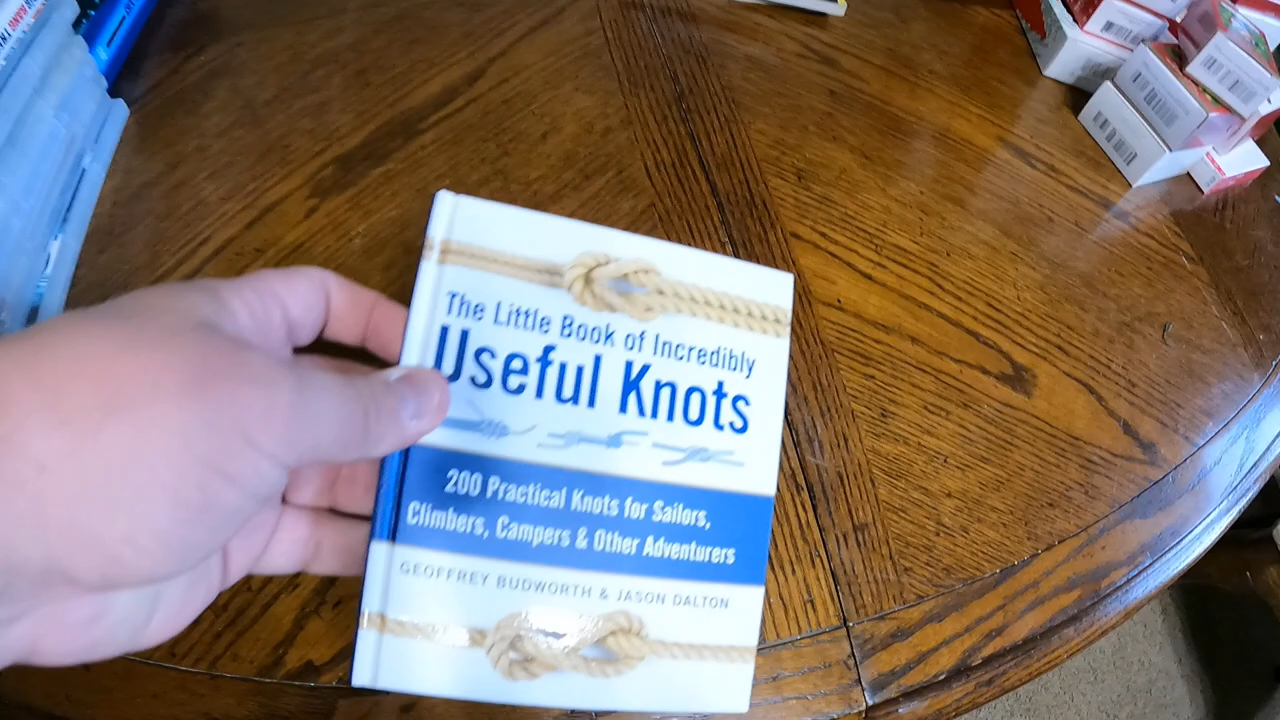 The Little Book of Incredibly
Useful Knots
200 Practical Knots for Sailors,
Climbers, Campers & Other Adventurers
GEOFFREY BUDWORTH & JASON DALTON